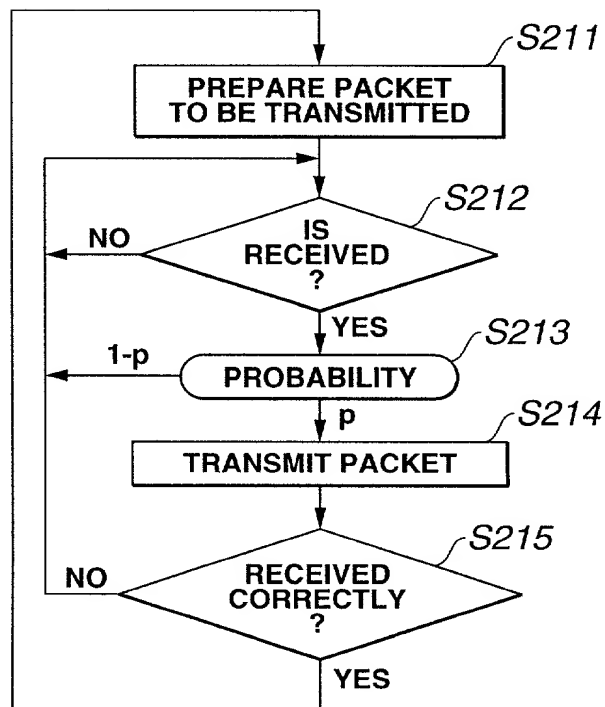 S211
PREPARE PACKET
TO BE TRANSMITTED
S212
IS
RECEIVED
?
NO
YES
S213
1-p
PROBABILITY
p
S214
TRANSMIT PACKET
S215
RECEIVED
CORRECTLY
?
NO
YES